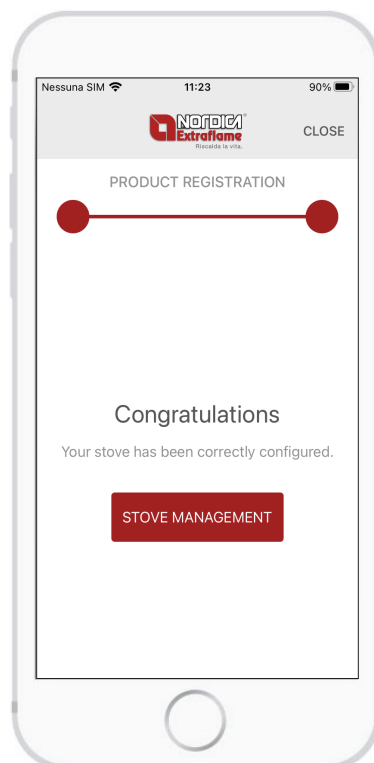 Nessuna SIM 11:23 90%
NORDICA
Extraflame
Riscalda la vita.
CLOSE
PRODUCT REGISTRATION
Congratulations
Your stove has been correctly configured.
STOVE MANAGEMENT